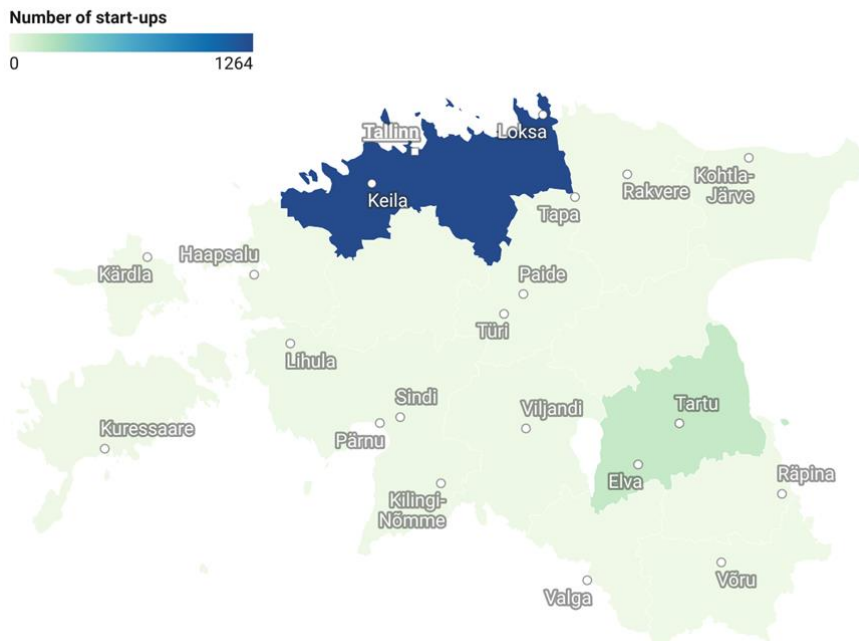 Number of start-ups
0 1264
Tallinn
Loksa
Keila
Tapa
Rakvere
Kohtla-
Järve
Haapsalu
Kärdla
Paide
Türi
Lihula
Sindi
Pärnu
Viljandi
Tartu
Kuressaare
Elva
Räpina
Kilingi-
Nõmme
Valga
Võru